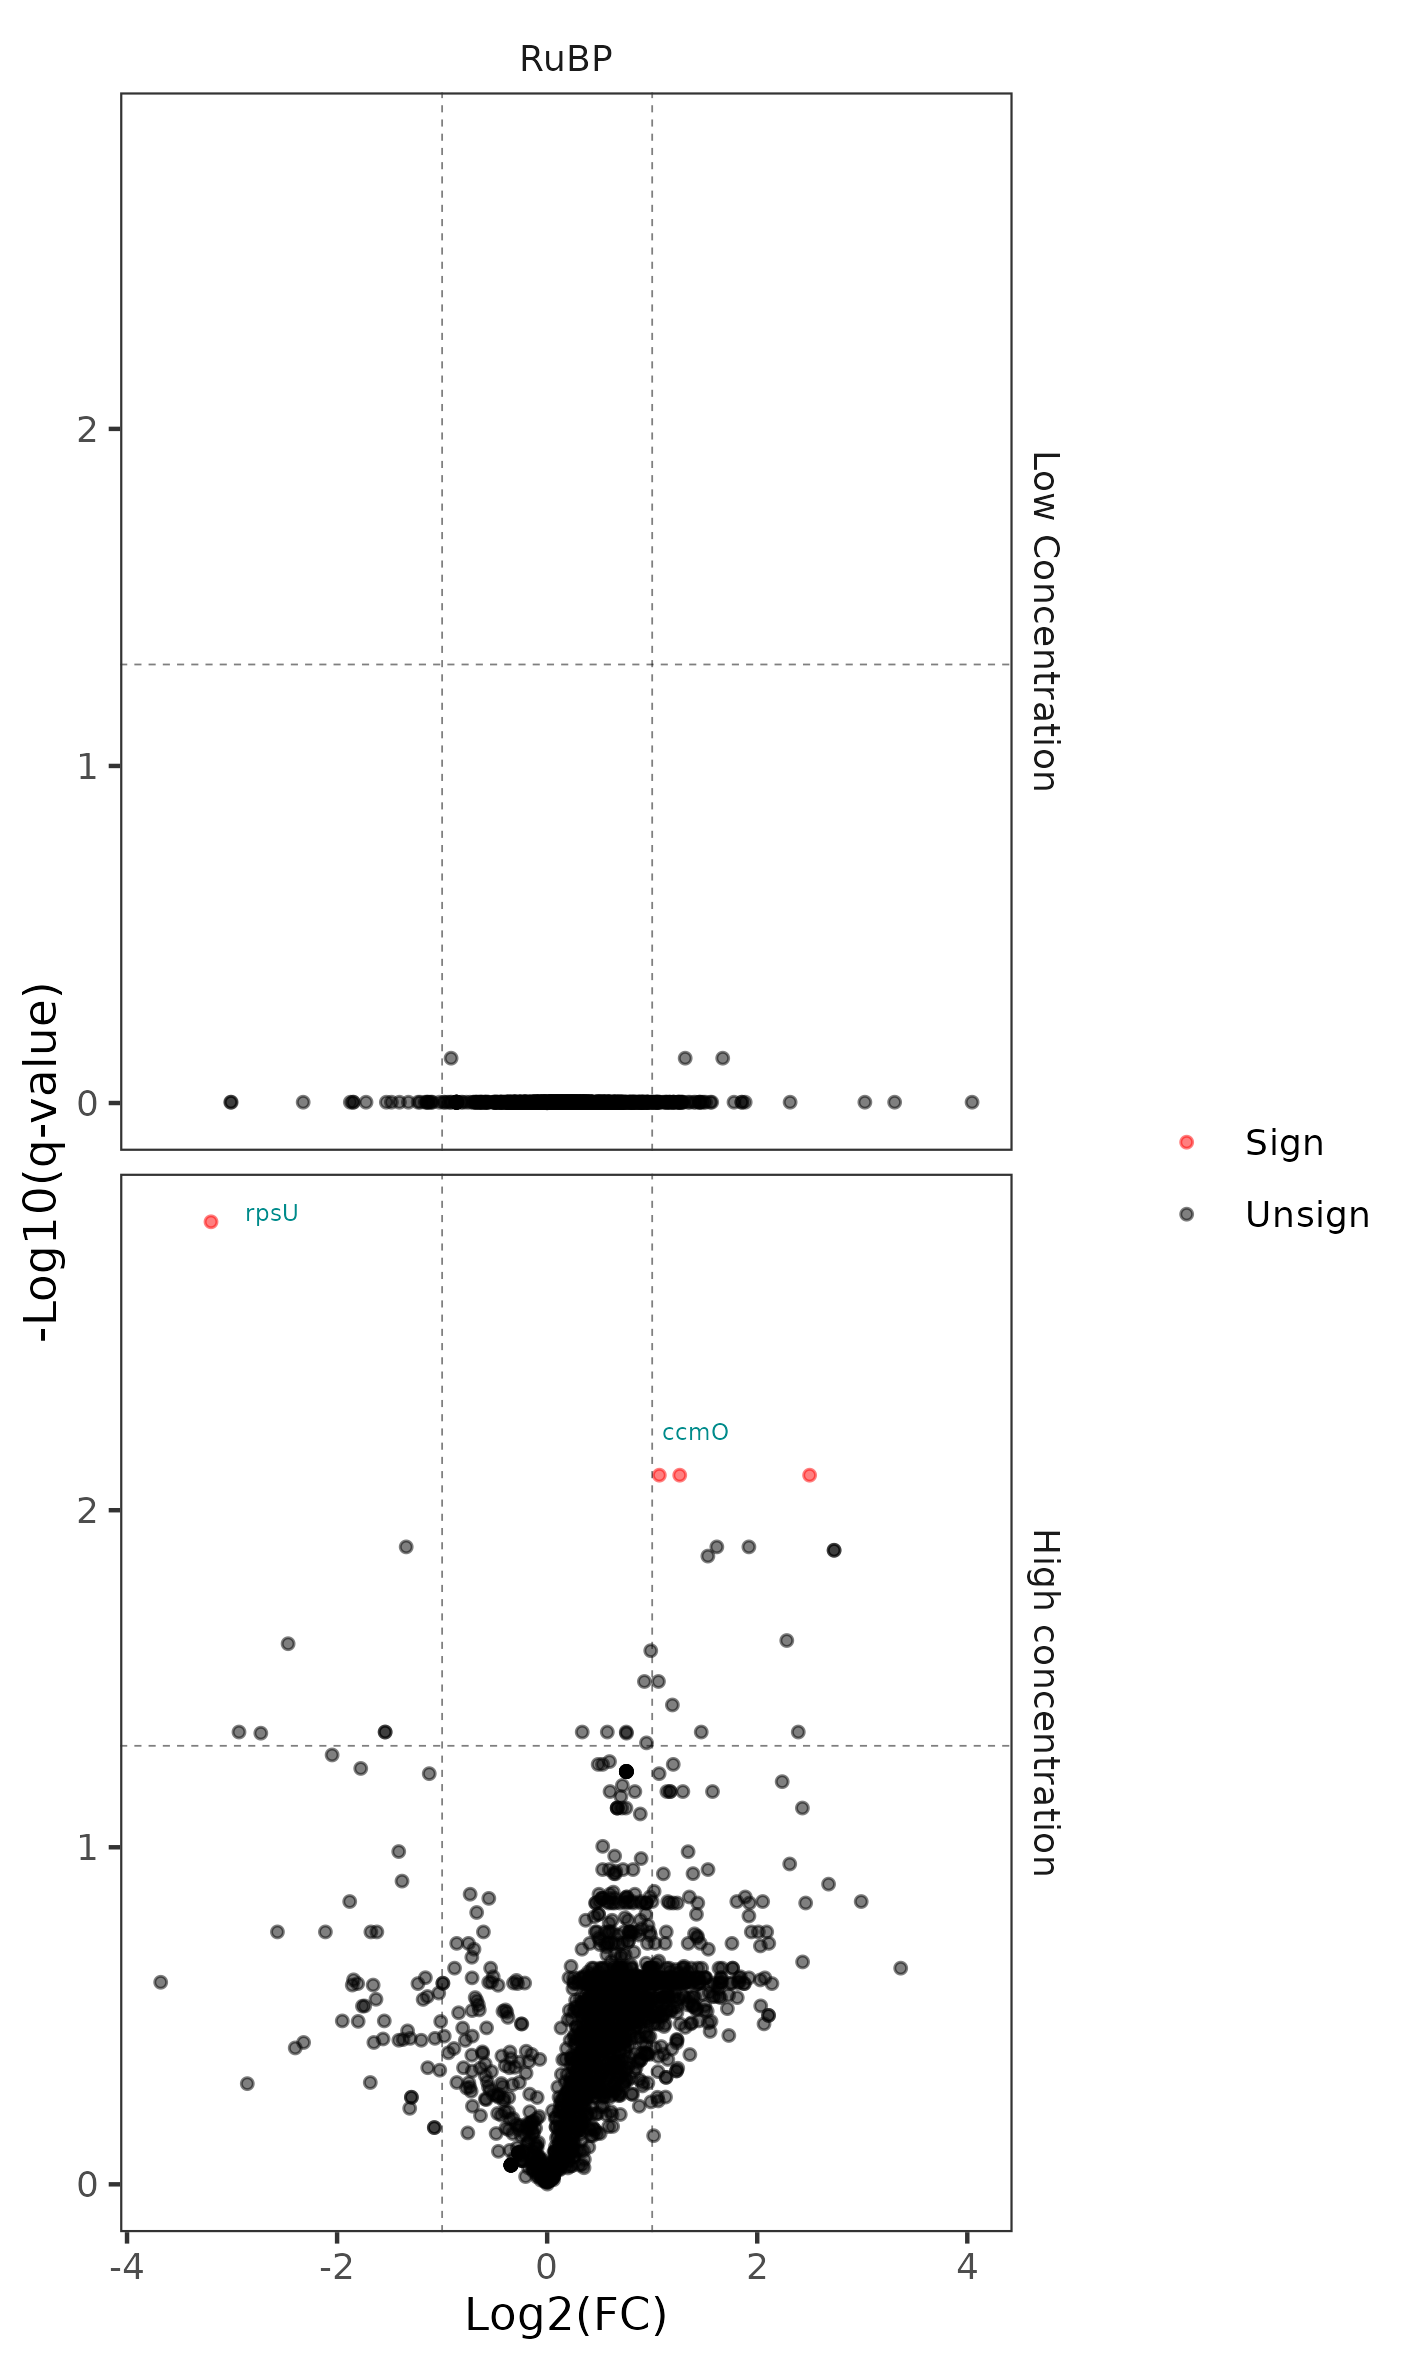 RuBP
2
1
0
Low Concentration
-Log10(q-value)
Sign
Unsign
rpsU
ccmO
2
1
0
High concentration
-4
-2
0
2
4
Log2(FC)